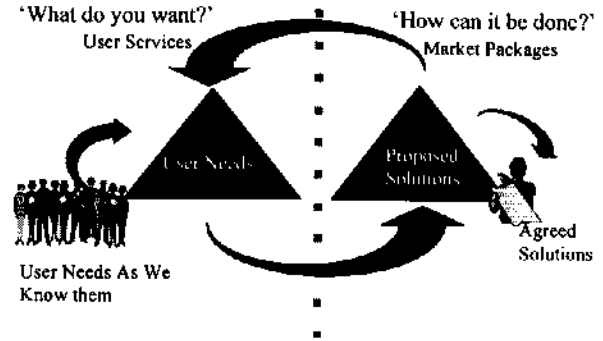 'What do you want?'
User Services
'How can it be done?'
Market Packages
User Needs
Proposed
Solutions
User Needs As We
Know them
Agreed
Solutions